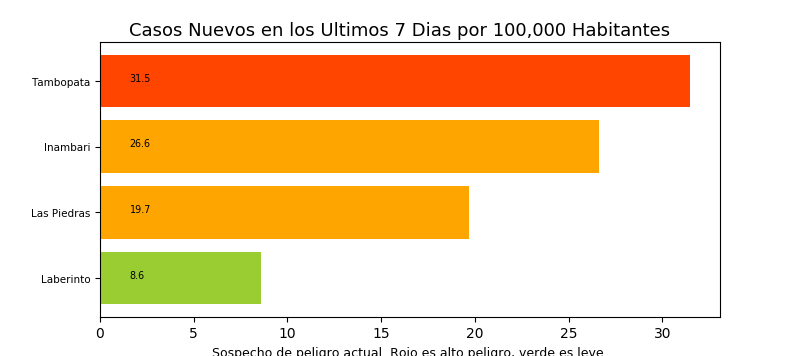 Casos Nuevos en los Ultimos 7 Dias por 100,000 Habitantes
Tambopata 31.5
Inambari 26.6
Las Piedras 19.7
Laberinto 8.6
0 5 10 15 20 25 30
Sospecho de peligro actual. Rojo es alto peligro, verde es leve